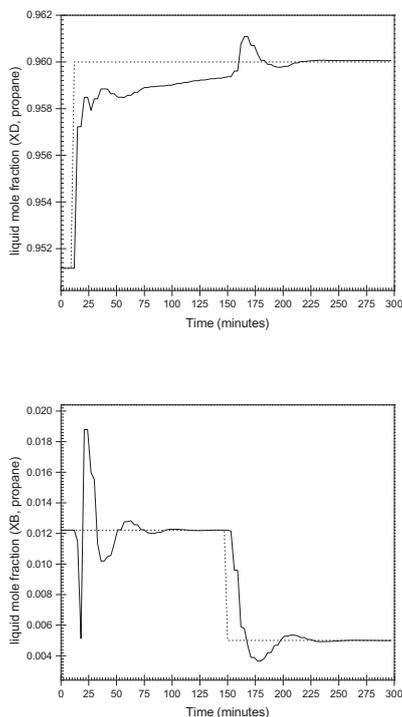 0.962
0.960
0.958
0.956
0.954
0.952
liquid mole fraction (XD, propane)
0 25 50 75 100 125 150 175 200 225 250 275 300
Time (minutes)
0.020
0.018
0.016
0.014
0.012
0.010
0.008
0.006
0.004
liquid mole fraction (XB, propane)
0 25 50 75 100 125 150 175 200 225 250 275 300
Time (minutes)